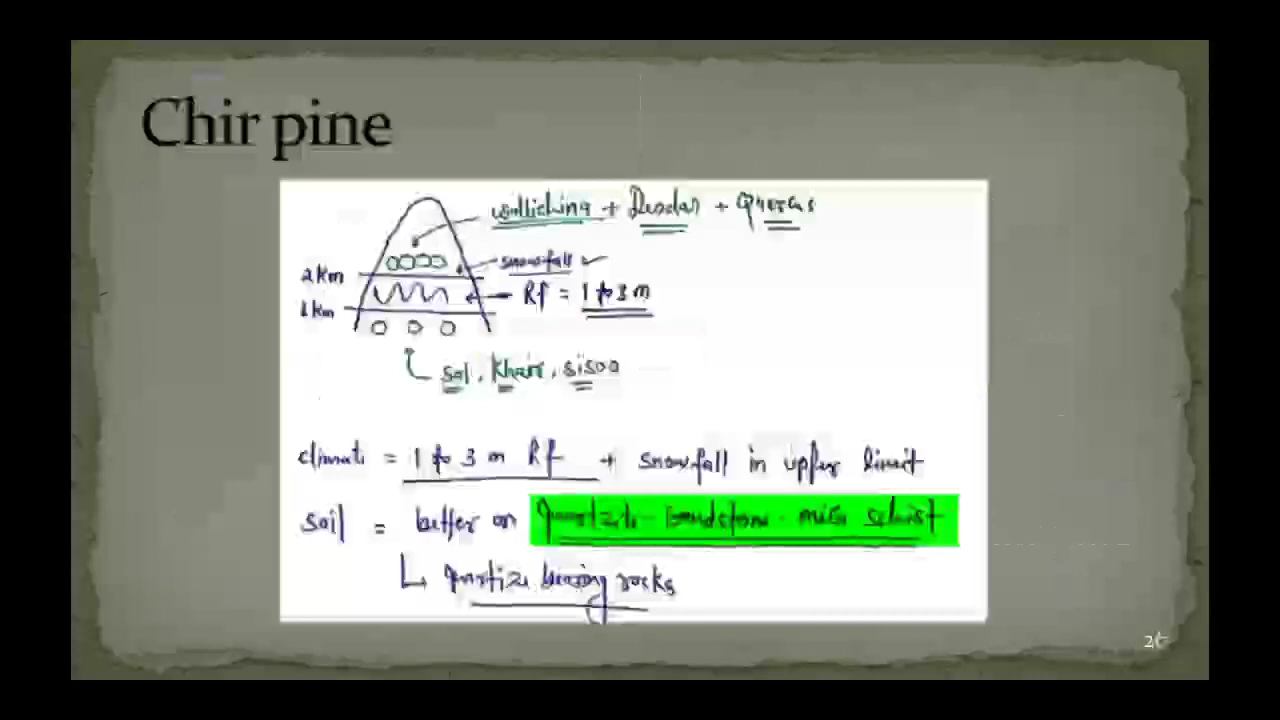 Chir pine
wallichina + Deodar + Quercus
2km
snowfall ✓
Rf = 1 to 3 m
1km
sal, khair, sisoo
climate = 1 to 3 m Rf + snowfall in upper limit
soil = better on quartzite - sandstone - mica schist
↳ quartize bearing rocks